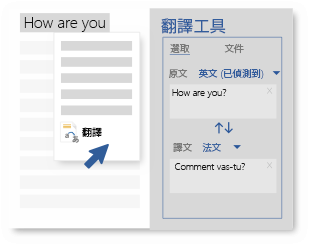 How are you
翻譯
翻譯工具
選取 文件
原文 英文 (已偵測到)
How are you? X
譯文 法文
Comment vas-tu? X